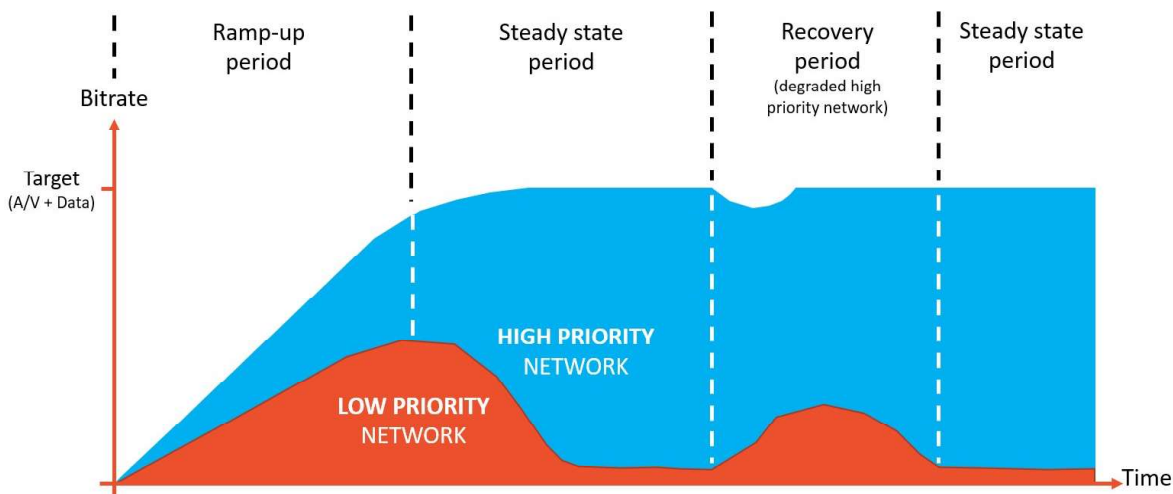 Ramp-up
period
Steady state
period
Recovery
period
(degraded high
priority network)
Steady state
period
Bitrate
Target
(A/V + Data)
HIGH PRIORITY
NETWORK
LOW PRIORITY
NETWORK
Time